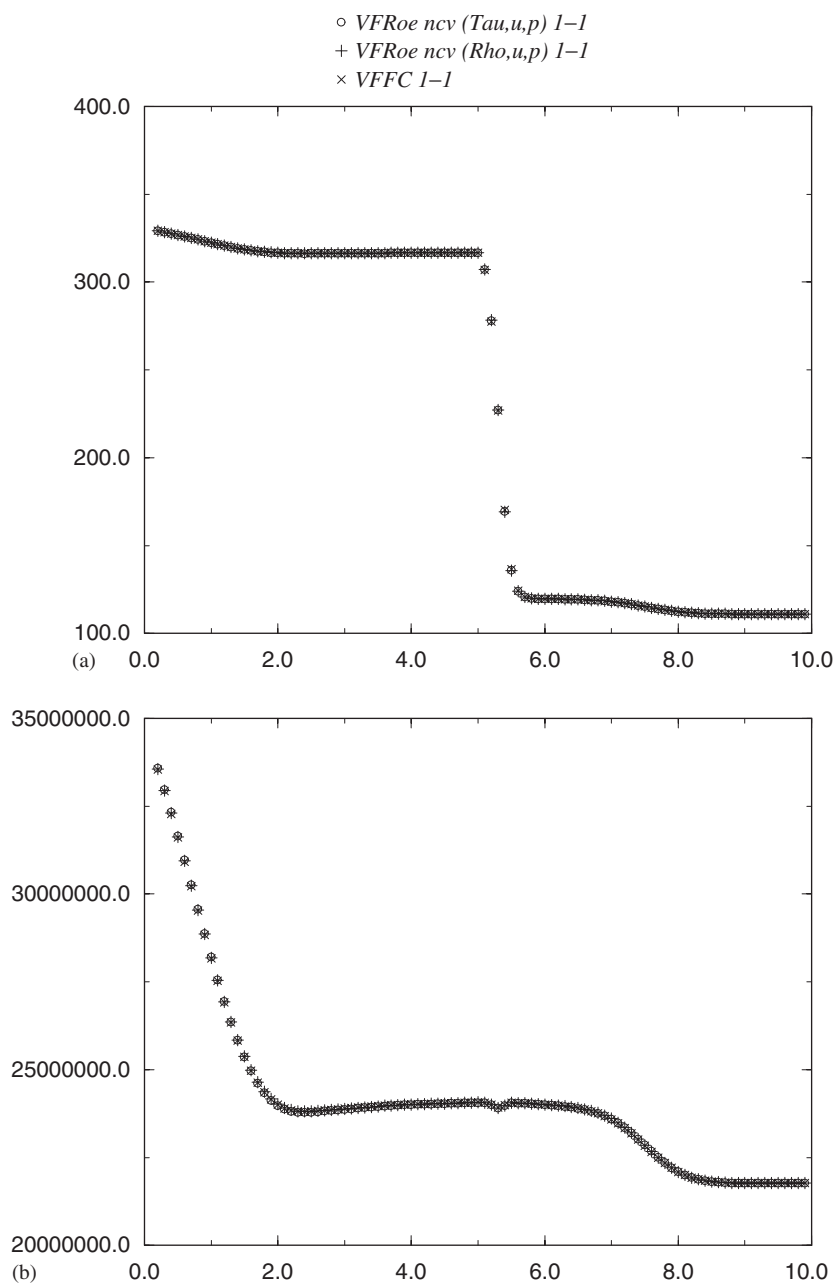 o VFRoe ncv (Tau,u,p) 1–1
+ VFRoe ncv (Rho,u,p) 1–1
× VFFC 1–1
400.0
300.0
200.0
100.0
(a)
0.0 2.0 4.0 6.0 8.0 10.0
35000000.0
30000000.0
25000000.0
20000000.0
(b)
0.0 2.0 4.0 6.0 8.0 10.0